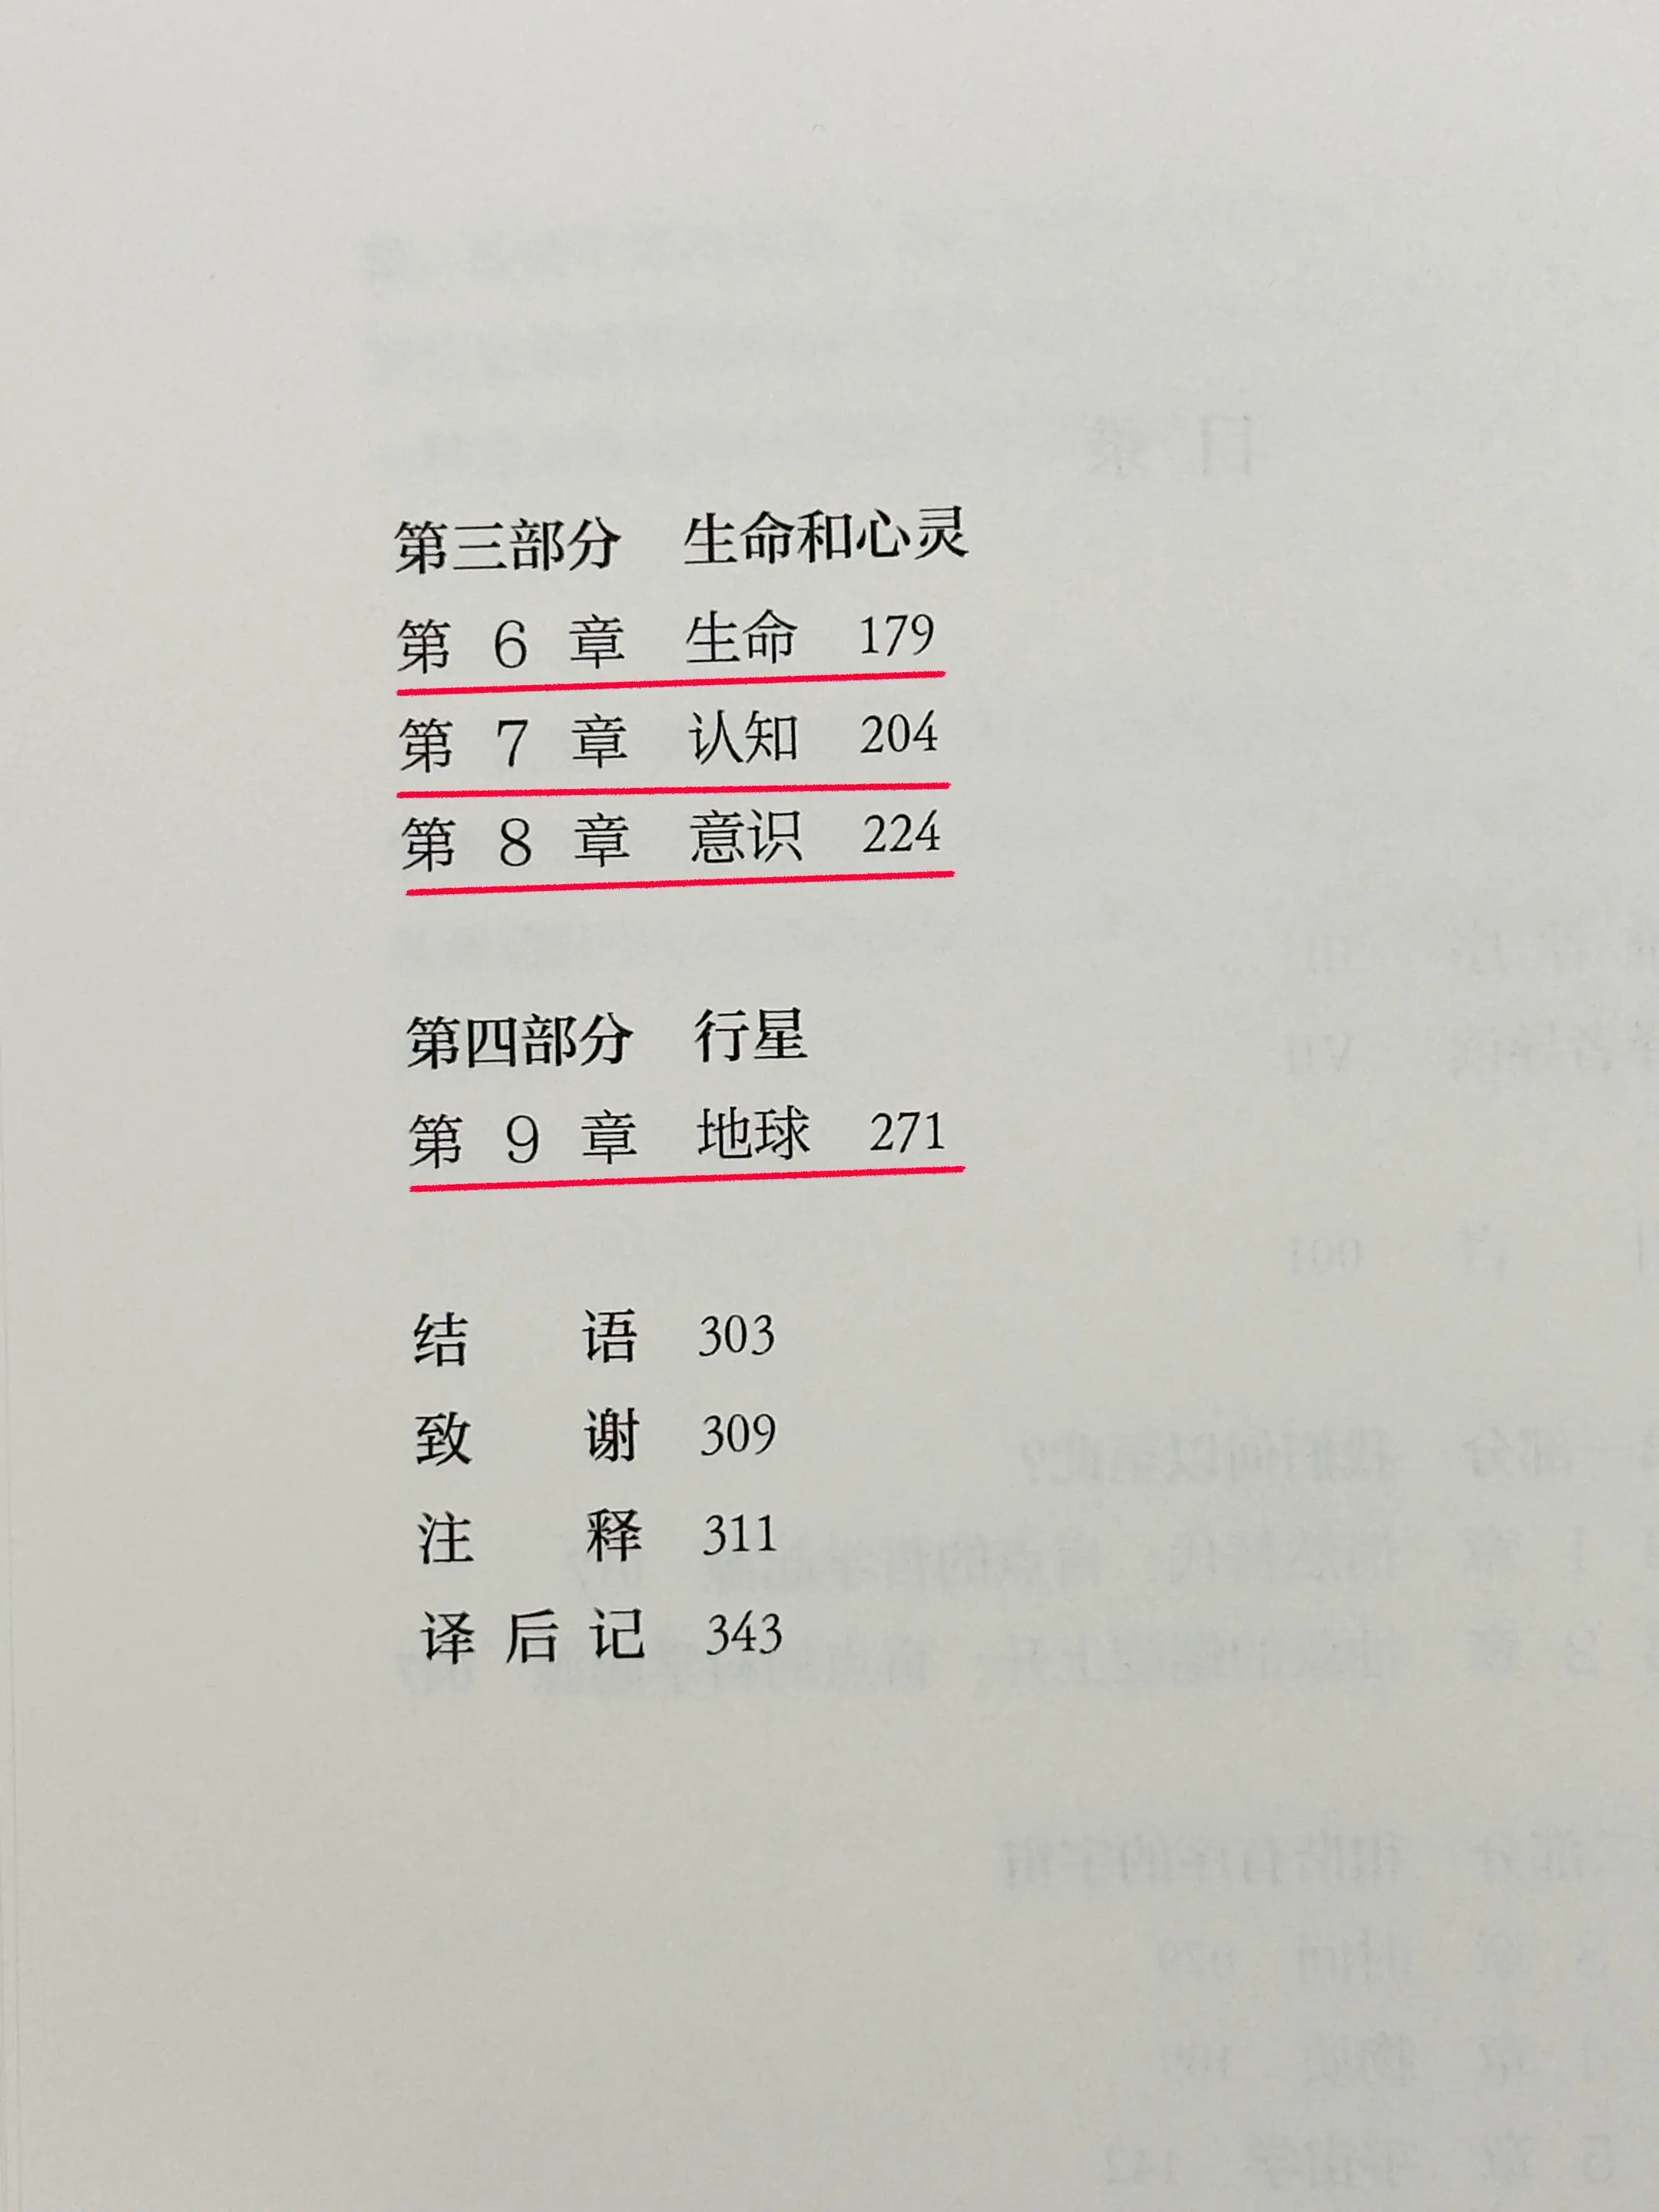 第三部分 生命和心灵
第 6 章 生命 179
第 7 章 认知 204
第 8 章 意识 224
第四部分 行星
第 9 章 地球 271
结 语 303
致 谢 309
注 释 311
译 后 记 343